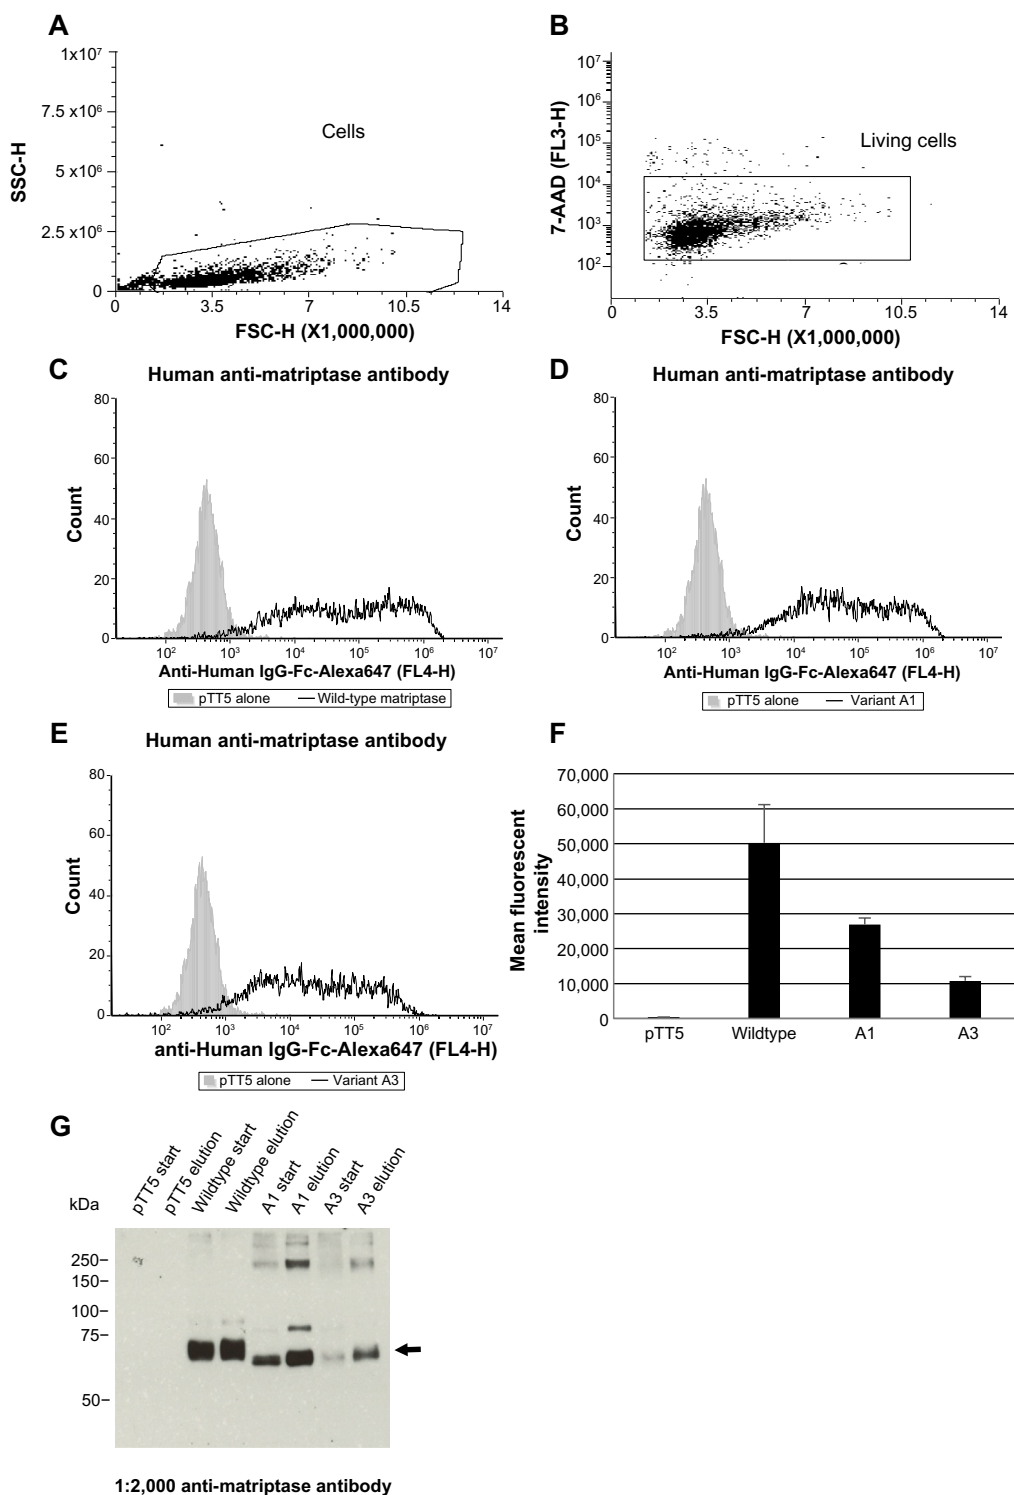 A
1x10⁷
7.5 x10⁶
5 x10⁶
2.5 x10⁶
0
SSC-H
Cells
0 3.5 7 10.5 14
FSC-H (X1,000,000)
B
10⁷
10⁶
10⁵
10⁴
10³
10²
7-AAD (FL3-H)
Living cells
0 3.5 7 10.5 14
FSC-H (X1,000,000)
C
Human anti-matriptase antibody
80
60
40
20
0
Count
10² 10³ 10⁴ 10⁵ 10⁶ 10⁷
Anti-Human IgG-Fc-Alexa647 (FL4-H)
pTT5 alone Wild-type matriptase
D
Human anti-matriptase antibody
80
60
40
20
0
Count
10² 10³ 10⁴ 10⁵ 10⁶ 10⁷
Anti-Human IgG-Fc-Alexa647 (FL4-H)
pTT5 alone Variant A1
E
Human anti-matriptase antibody
80
60
40
20
0
Count
10² 10³ 10⁴ 10⁵ 10⁶ 10⁷
anti-Human IgG-Fc-Alexa647 (FL4-H)
pTT5 alone Variant A3
F
70,000
60,000
50,000
40,000
30,000
20,000
10,000
0
Mean fluorescent
intensity
pTT5 Wildtype A1 A3
G
kDa
pTT5 start
pTT5 elution
Wildtype start
Wildtype elution
A1 start
A1 elution
A3 start
A3 elution
250
150
100
75
50
1:2,000 anti-matriptase antibody